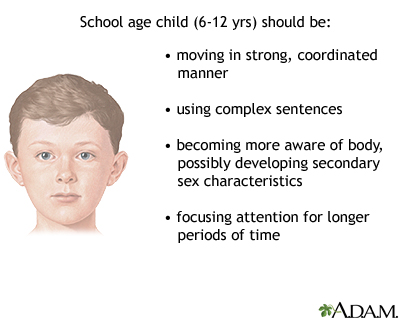 School age child (6-12 yrs) should be:
• moving in strong, coordinated
manner
• using complex sentences
• becoming more aware of body,
possibly developing secondary
sex characteristics
• focusing attention for longer
periods of time
A.D.A.M.